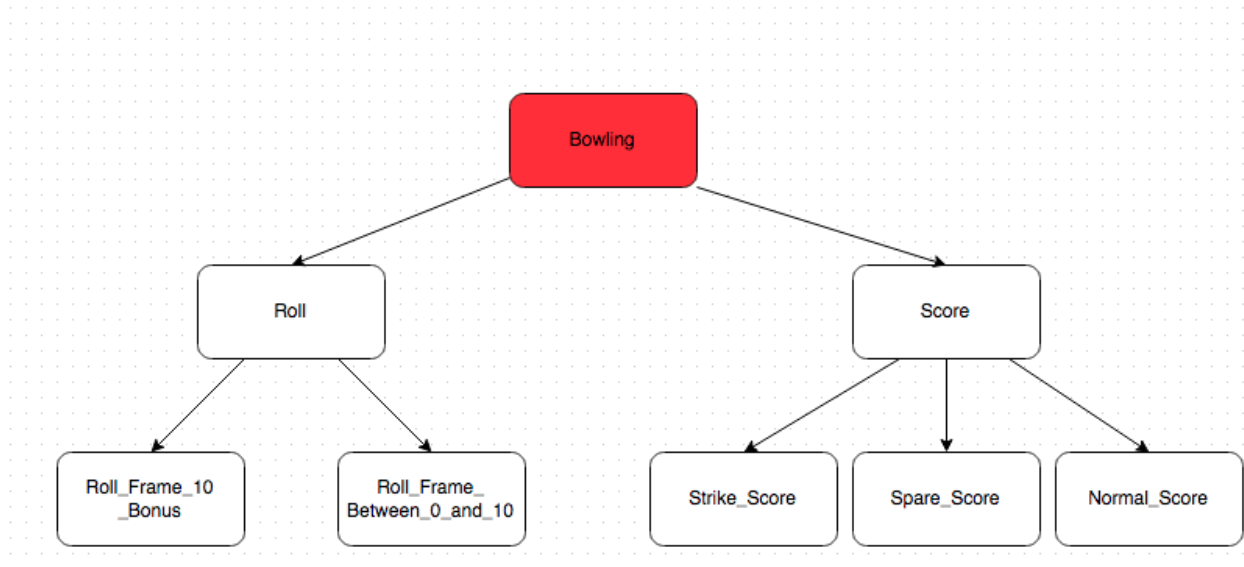 Bowling
Roll
Score
Roll_Frame_10
_Bonus
Roll_Frame_
Between_0_and_10
Strike_Score
Spare_Score
Normal_Score